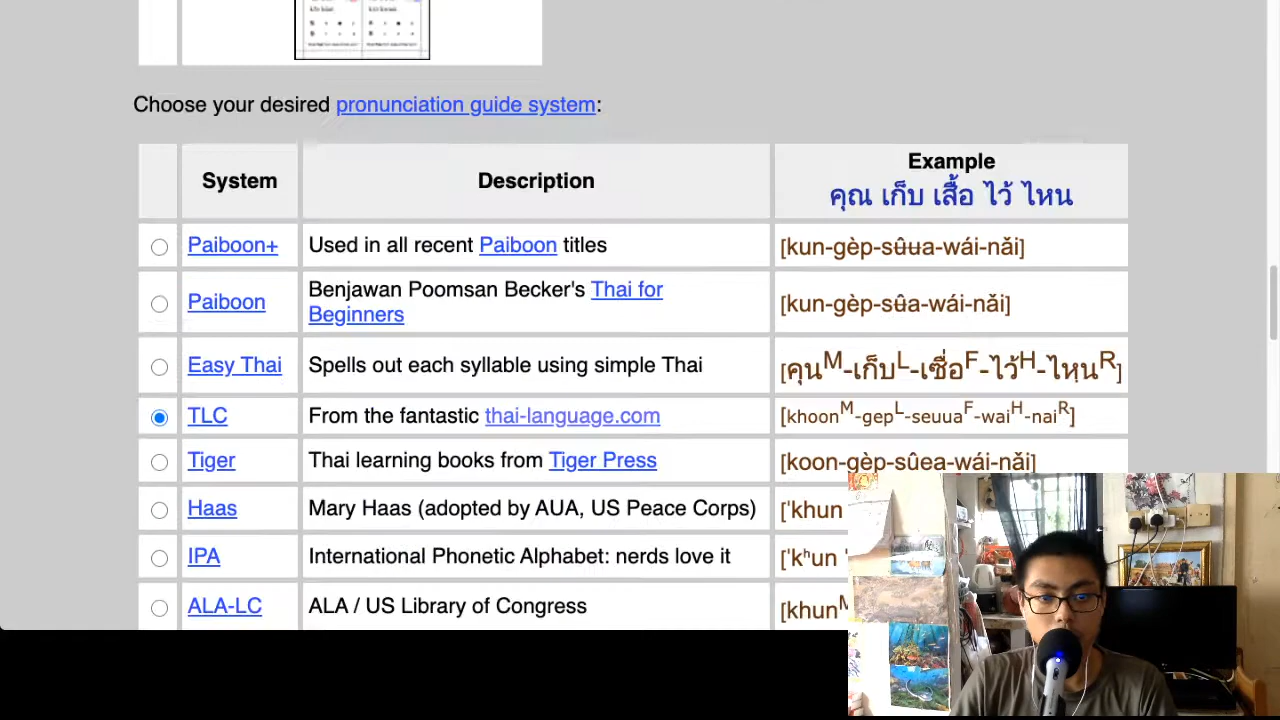 Choose your desired pronunciation guide system:
System
Description
Example
คุณ เก็บ เสื้อ ไว้ ไหน
Paiboon+
Used in all recent Paiboon titles
[kun-gèp-sʉ̂ʉa-wái-nǎi]
Paiboon
Benjawan Poomsan Becker's Thai for
Beginners
[kun-gèp-sʉ̂a-wái-nǎi]
Easy Thai
Spells out each syllable using simple Thai
[คุนM-เก็บL-เซื่อF-ไว้H-ไหฺนR]
TLC
From the fantastic thai-language.com
[khoonM-gepL-seuuaF-waiH-naiR]
Tiger
Thai learning books from Tiger Press
[koon-gèp-sûea-wái-nǎi]
Haas
Mary Haas (adopted by AUA, US Peace Corps)
['khun
IPA
International Phonetic Alphabet: nerds love it
['kʰun '
ALA-LC
ALA / US Library of Congress
[khunM